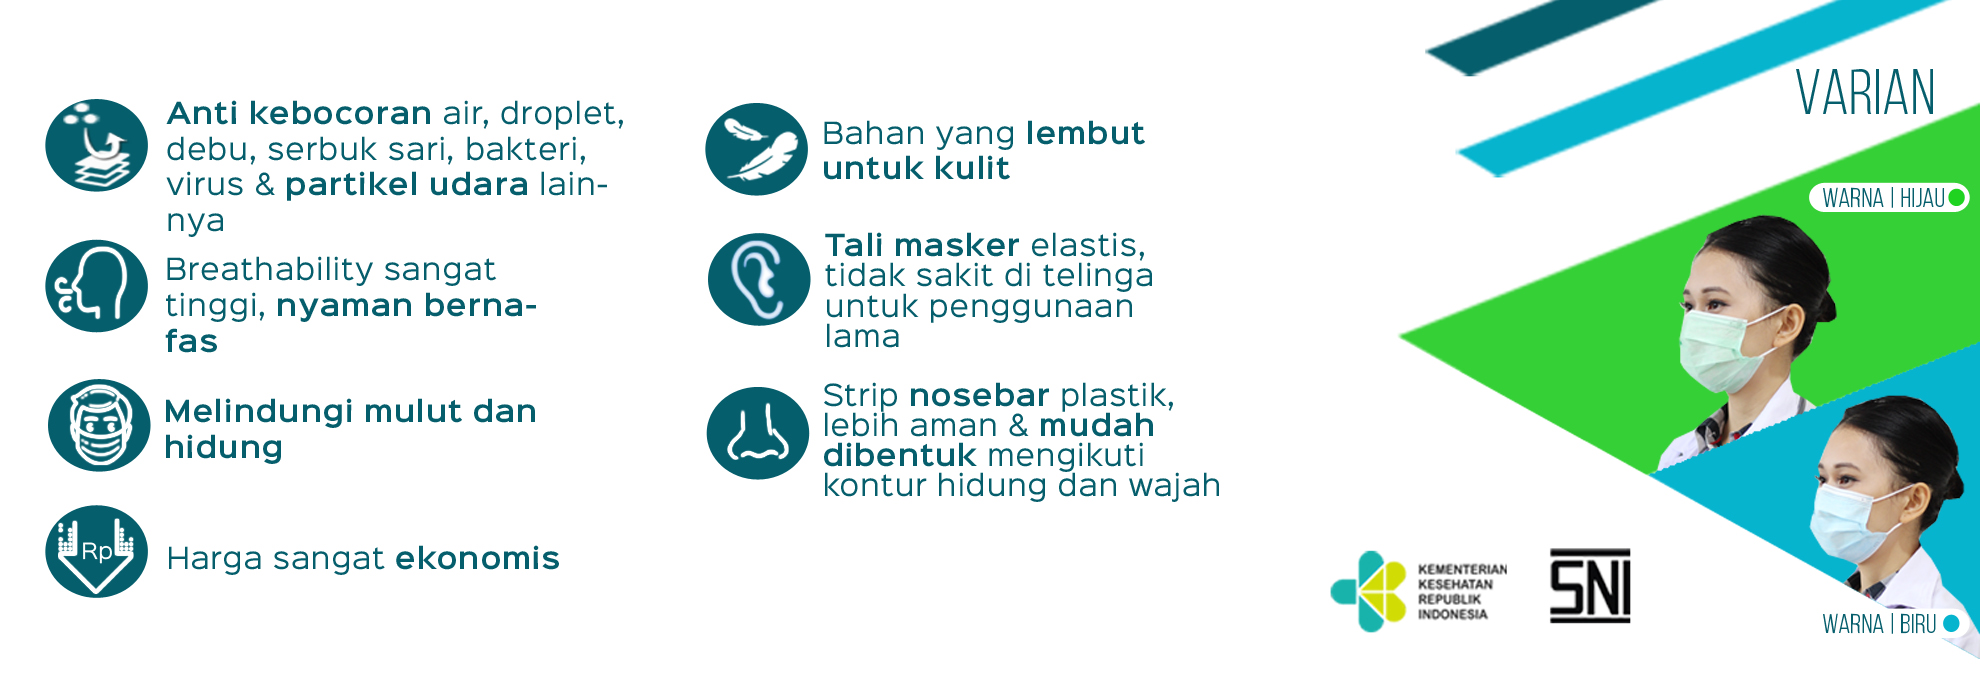 Anti kebocoran air, droplet,
debu, serbuk sari, bakteri,
virus & partikel udara lain-
nya
Breathability sangat
tinggi, nyaman berna-
fas
Melindungi mulut dan
hidung
Rp
Harga sangat ekonomis
Bahan yang lembut
untuk kulit
Tali masker elastis,
tidak sakit di telinga
untuk penggunaan
lama
Strip nosebar plastik,
lebih aman & mudah
dibentuk mengikuti
kontur hidung dan wajah
KEMENTERIAN
KESEHATAN
REPUBLIK
INDONESIA
SNI
VARIAN
WARNA | HIJAU
WARNA | BIRU